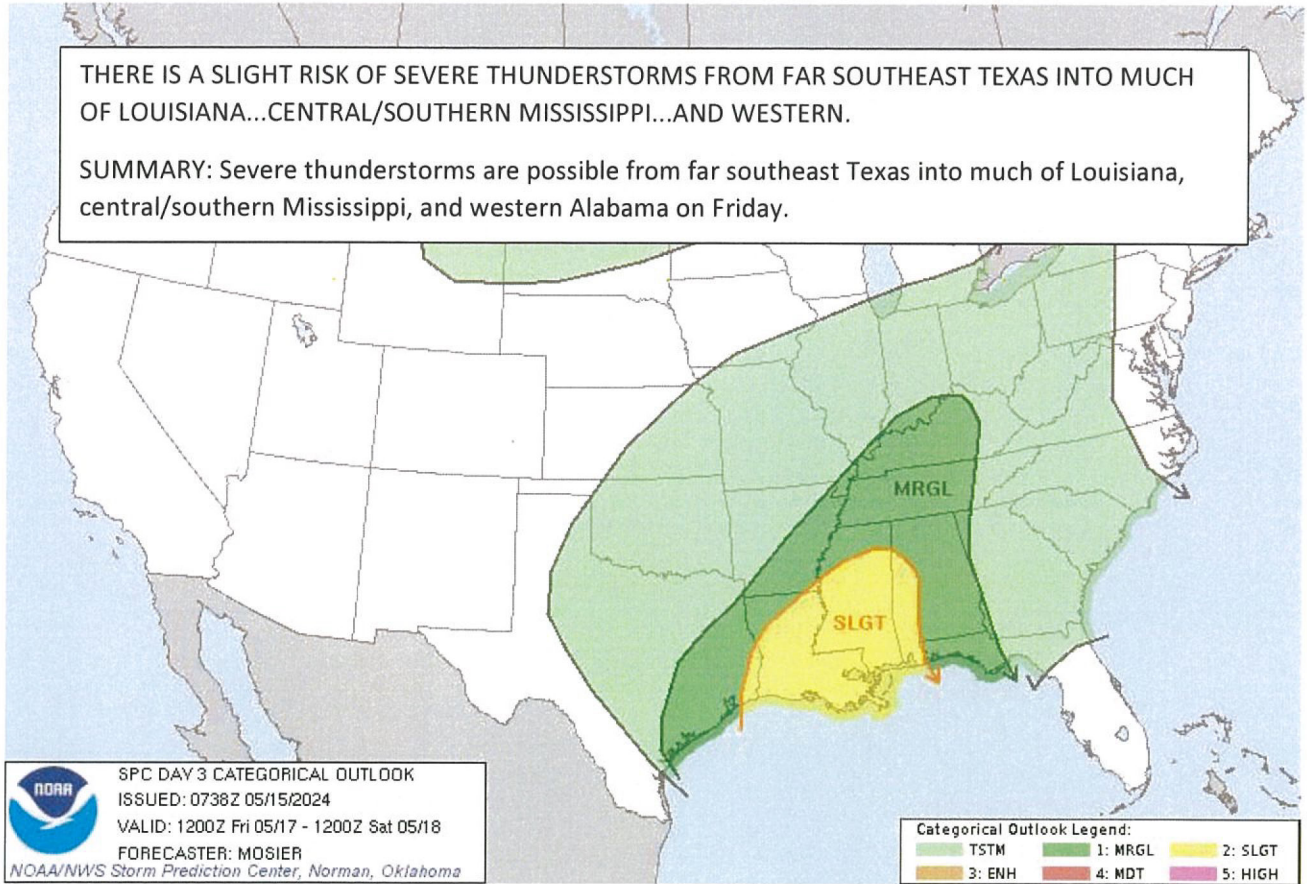 THERE IS A SLIGHT RISK OF SEVERE THUNDERSTORMS FROM FAR SOUTHEAST TEXAS INTO MUCH
OF LOUISIANA...CENTRAL/SOUTHERN MISSISSIPPI...AND WESTERN.
SUMMARY: Severe thunderstorms are possible from far southeast Texas into much of Louisiana,
central/southern Mississippi, and western Alabama on Friday.
MRGL
SLGT
NOAA
SPC DAY 3 CATEGORICAL OUTLOOK
ISSUED: 0738Z 05/15/2024
VALID: 1200Z Fri 05/17 - 1200Z Sat 05/18
FORECASTER: MOSIER
NOAA/NWS Storm Prediction Center, Norman, Oklahoma
Categorical Outlook Legend:
TSTM 1: MRGL 2: SLGT
3: ENH 4: MDT 5: HIGH